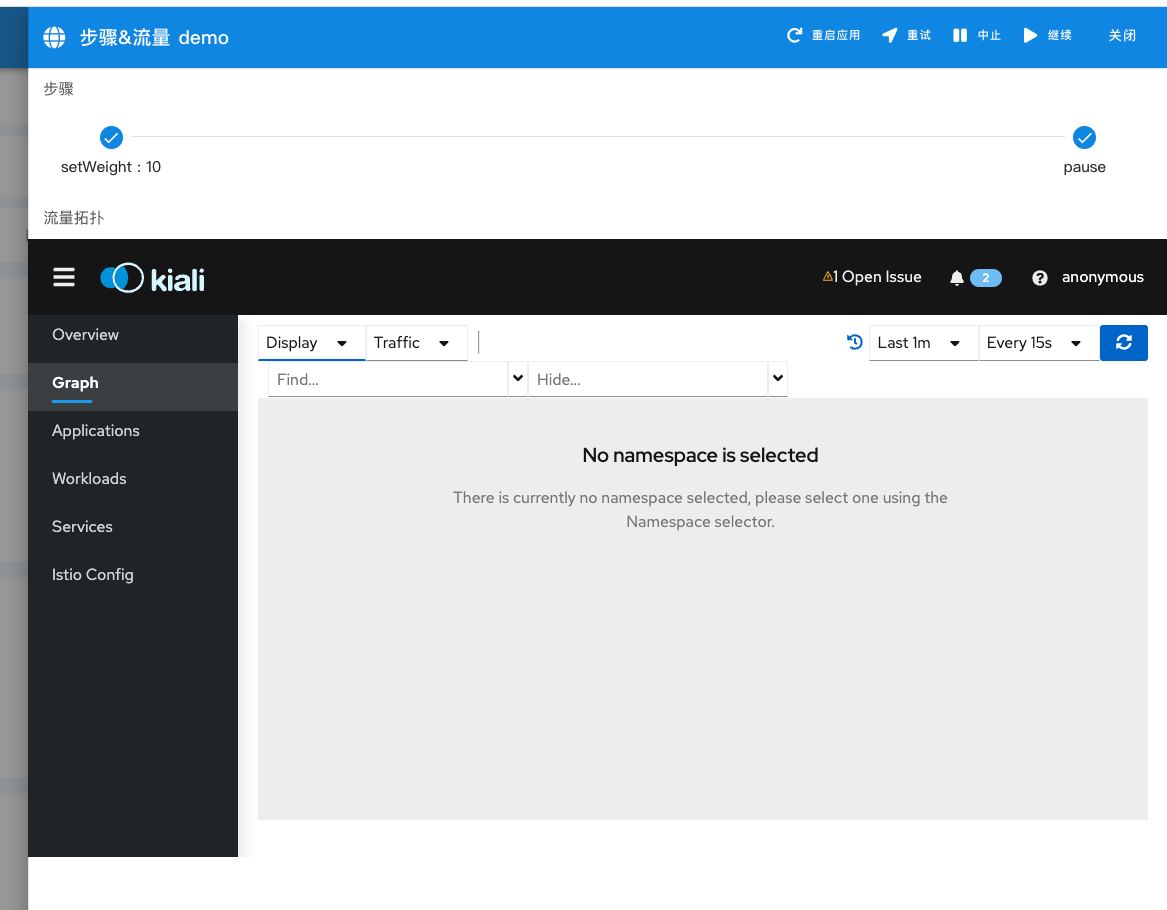 步骤&流量 demo
重启应用 重试 中止 继续 关闭
步骤
setWeight : 10 pause
流量拓扑
kiali 1 Open Issue 2 anonymous
Overview
Graph
Applications
Workloads
Services
Istio Config
Display Traffic Last 1m Every 15s
Find... Hide...
No namespace is selected
There is currently no namespace selected, please select one using the
Namespace selector.